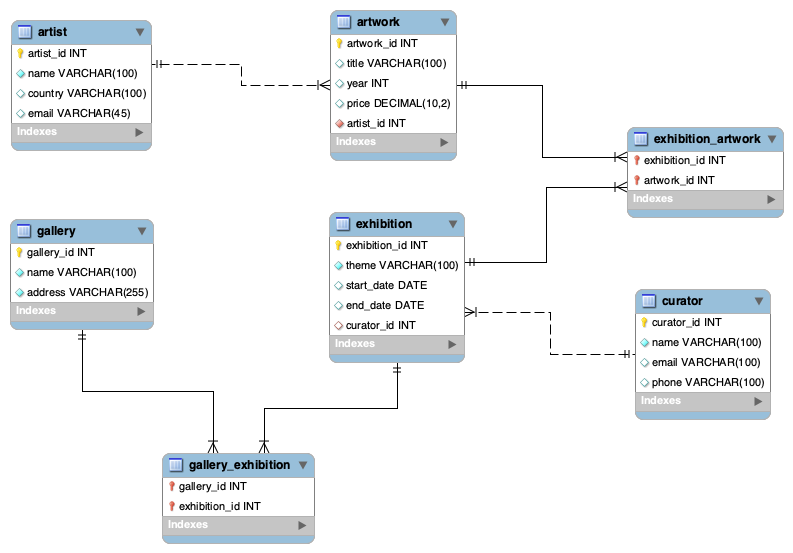 artist
artist_id INT
name VARCHAR(100)
country VARCHAR(100)
email VARCHAR(45)
Indexes
artwork
artwork_id INT
title VARCHAR(100)
year INT
price DECIMAL(10,2)
artist_id INT
Indexes
exhibition_artwork
exhibition_id INT
artwork_id INT
Indexes
gallery
gallery_id INT
name VARCHAR(100)
address VARCHAR(255)
Indexes
exhibition
exhibition_id INT
theme VARCHAR(100)
start_date DATE
end_date DATE
curator_id INT
Indexes
curator
curator_id INT
name VARCHAR(100)
email VARCHAR(100)
phone VARCHAR(100)
Indexes
gallery_exhibition
gallery_id INT
exhibition_id INT
Indexes